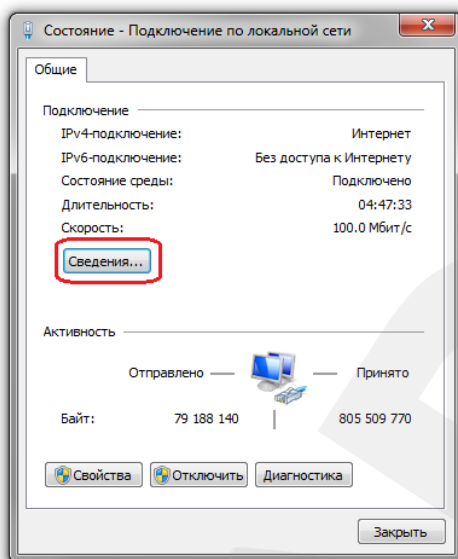 Состояние - Подключение по локальной сети
Общие
Подключение
IPv4-подключение: Интернет
IPv6-подключение: Без доступа к Интернету
Состояние среды: Подключено
Длительность: 04:47:33
Скорость: 100.0 Мбит/с
Сведения...
Активность
Отправлено — — Принято
Байт: 79 188 140 | 805 509 770
Свойства Отключить Диагностика
Закрыть